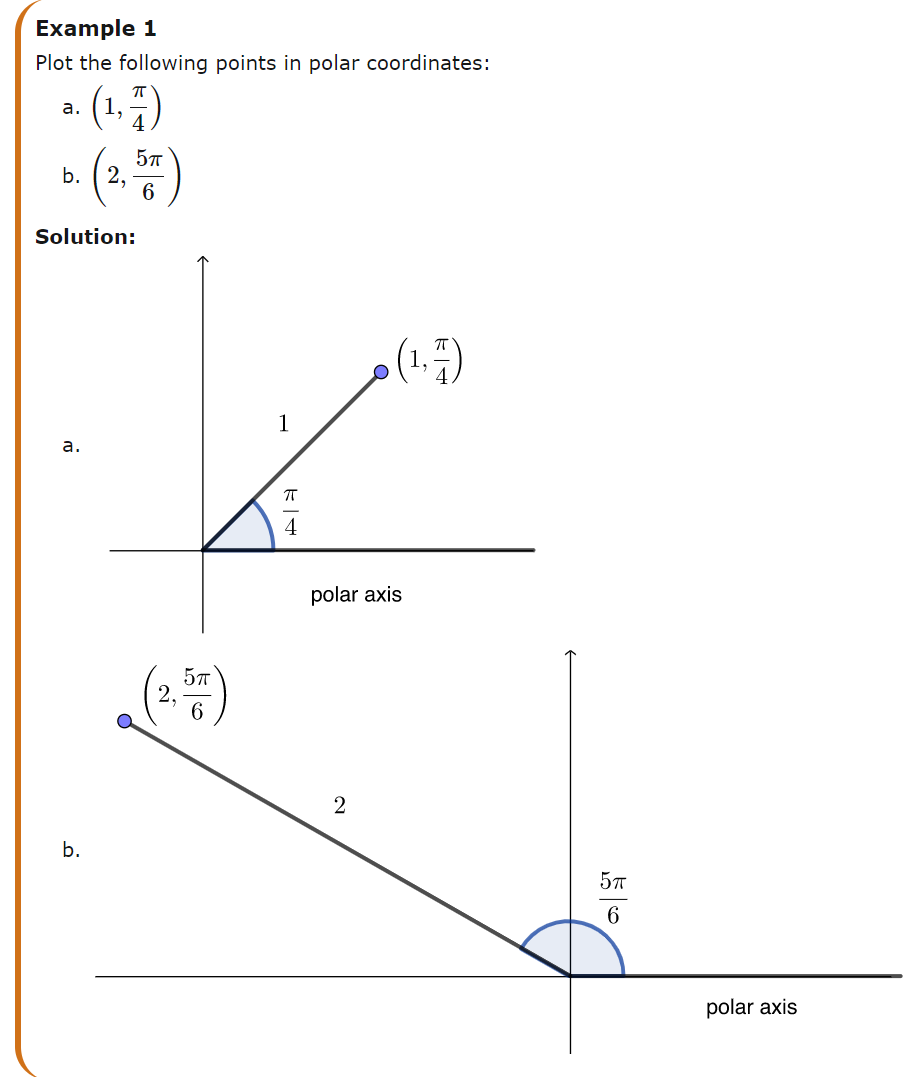 Example 1
Plot the following points in polar coordinates:
a. (1, π/4)
b. (2, 5π/6)
Solution:
a.
(1, π/4)
1
π/4
polar axis
b.
(2, 5π/6)
2
5π/6
polar axis